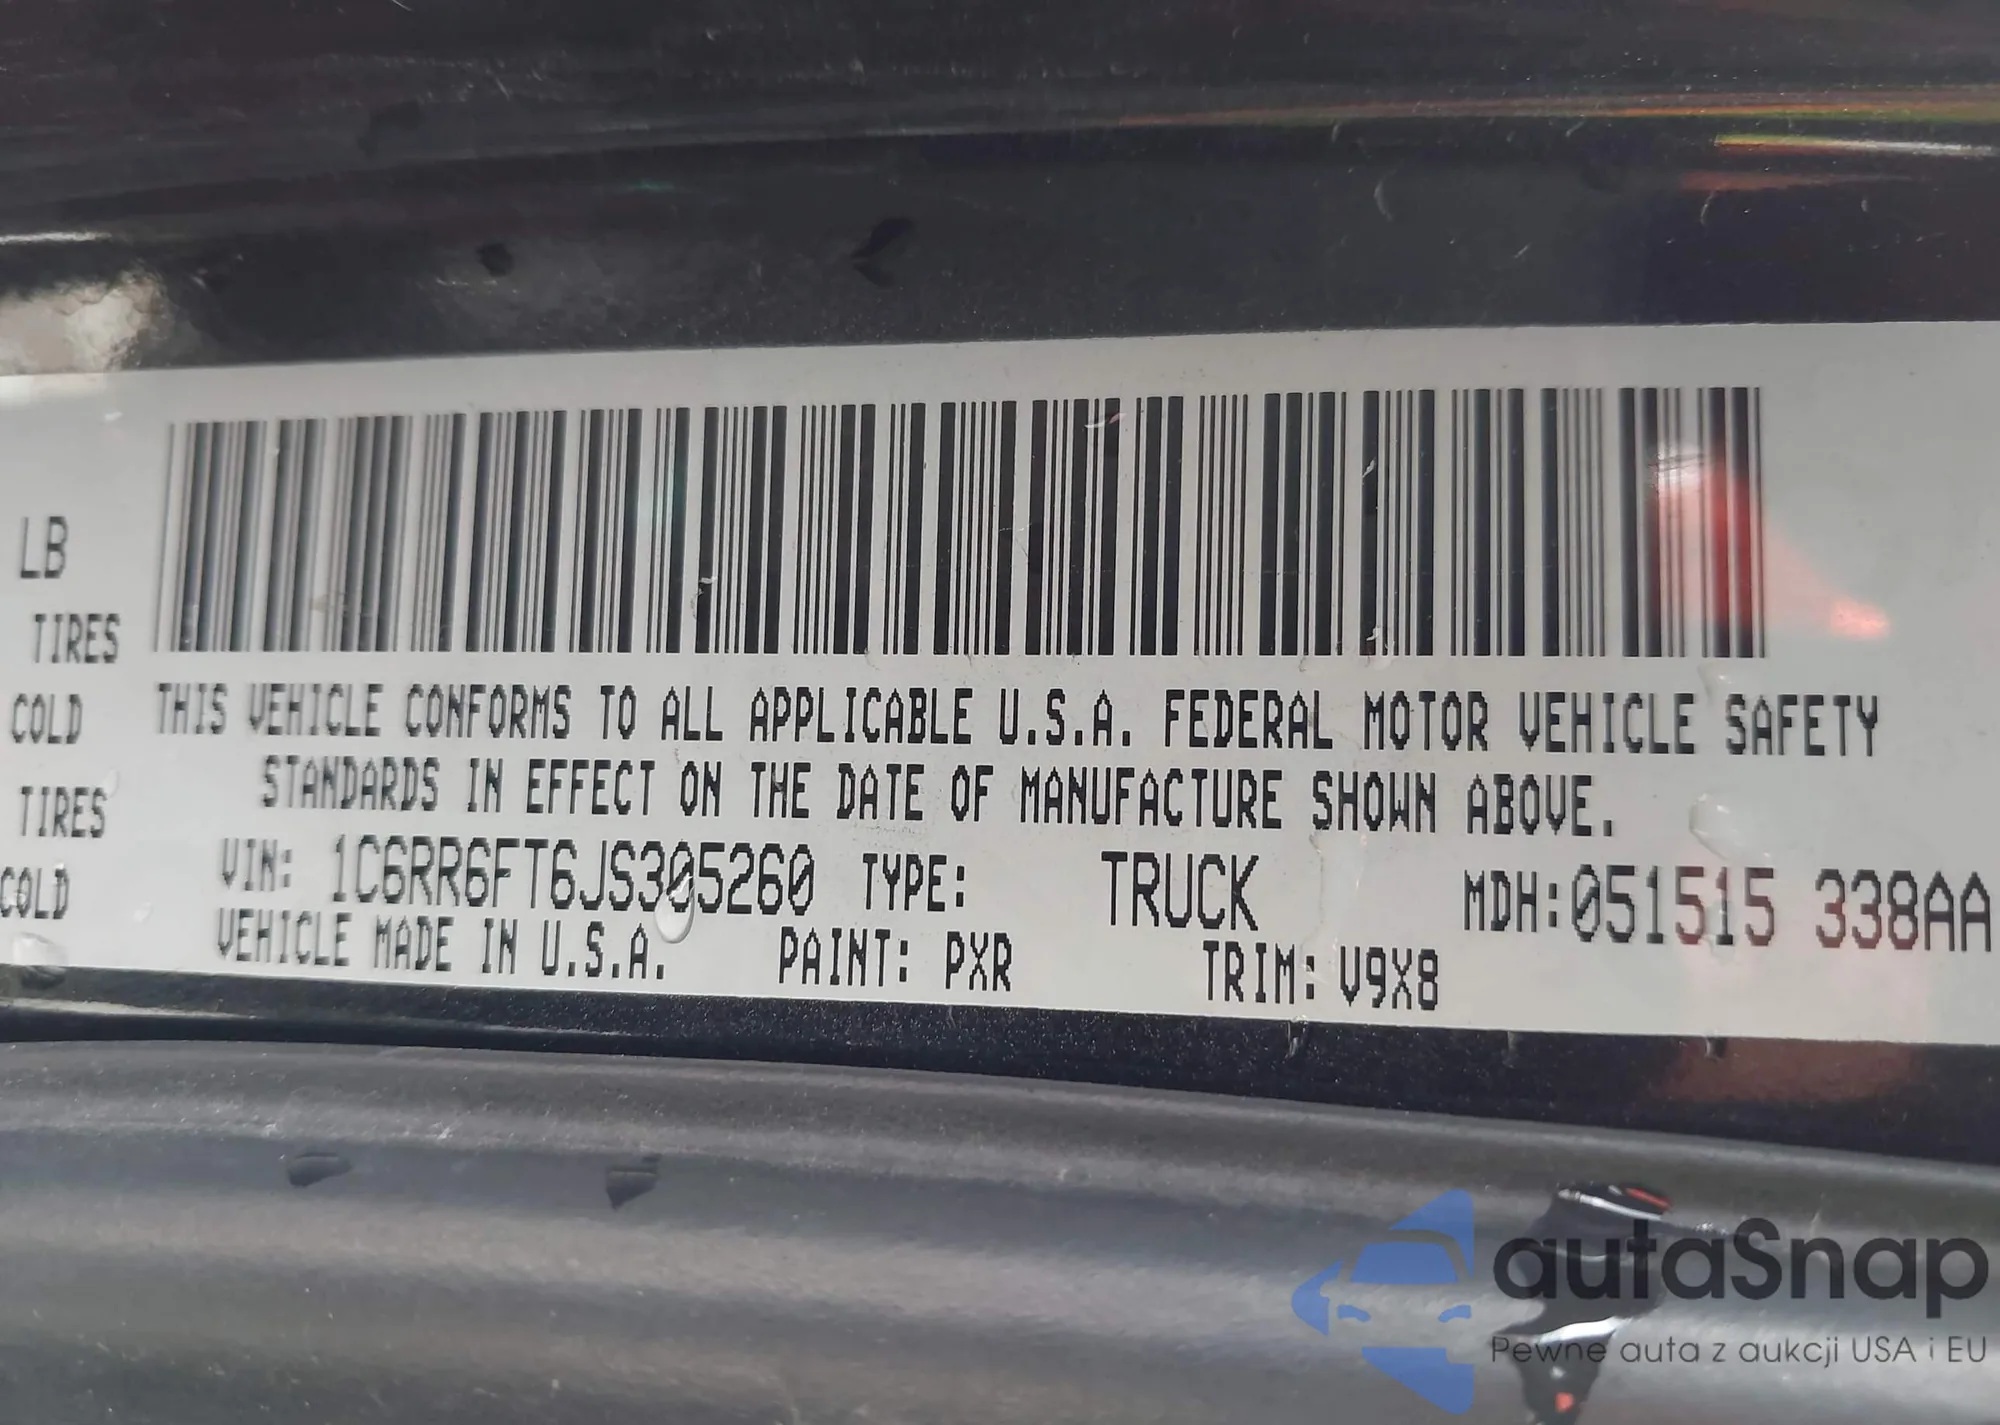 LB
TIRES
COLD
TIRES
COLD
THIS VEHICLE CONFORMS TO ALL APPLICABLE U.S.A. FEDERAL MOTOR VEHICLE SAFETY
STANDARDS IN EFFECT ON THE DATE OF MANUFACTURE SHOWN ABOVE.
VIN: 1C6RR6FT6JS305260 TYPE: TRUCK MDH:051515 338AA
VEHICLE MADE IN U.S.A. PAINT: PXR TRIM: V9X8
autaSnap
Pewne auta z aukcji USA i EU